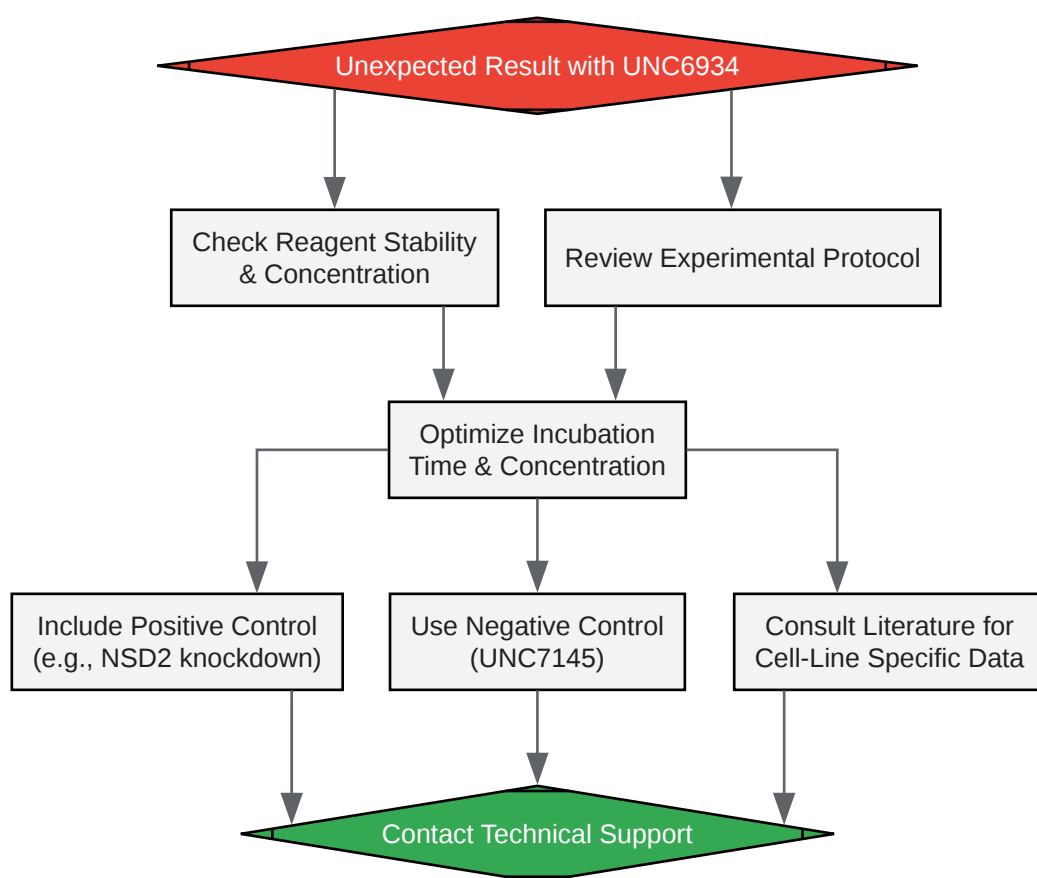 Unexpected Result with UNC6934
Check Reagent Stability
& Concentration
Review Experimental Protocol
Optimize Incubation
Time & Concentration
Include Positive Control
(e.g., NSD2 knockdown)
Use Negative Control
(UNC7145)
Consult Literature for
Cell-Line Specific Data
Contact Technical Support